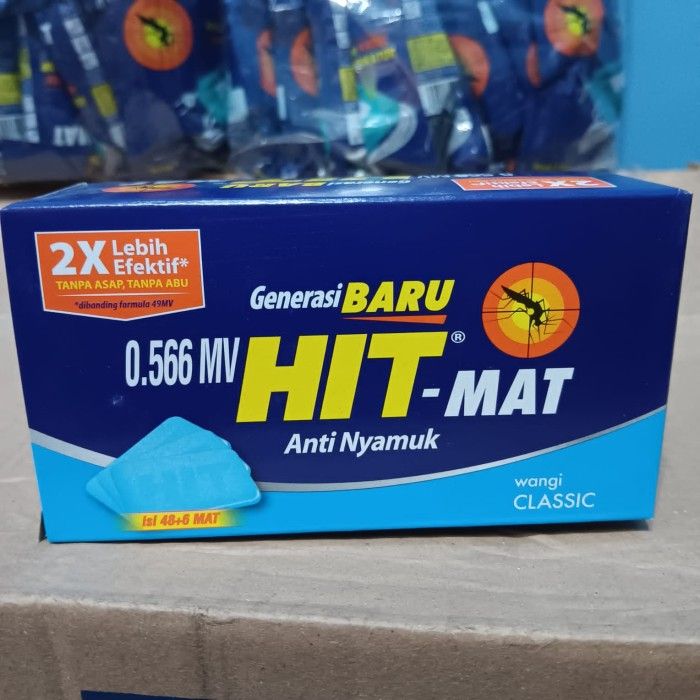 2X Lebih
Efektif*
TANPA ASAP, TANPA ABU
*dibanding formula 49MV
Generasi BARU
0.566 MV HIT®-MAT
Anti Nyamuk
isi 48+6 MAT
wangi
CLASSIC